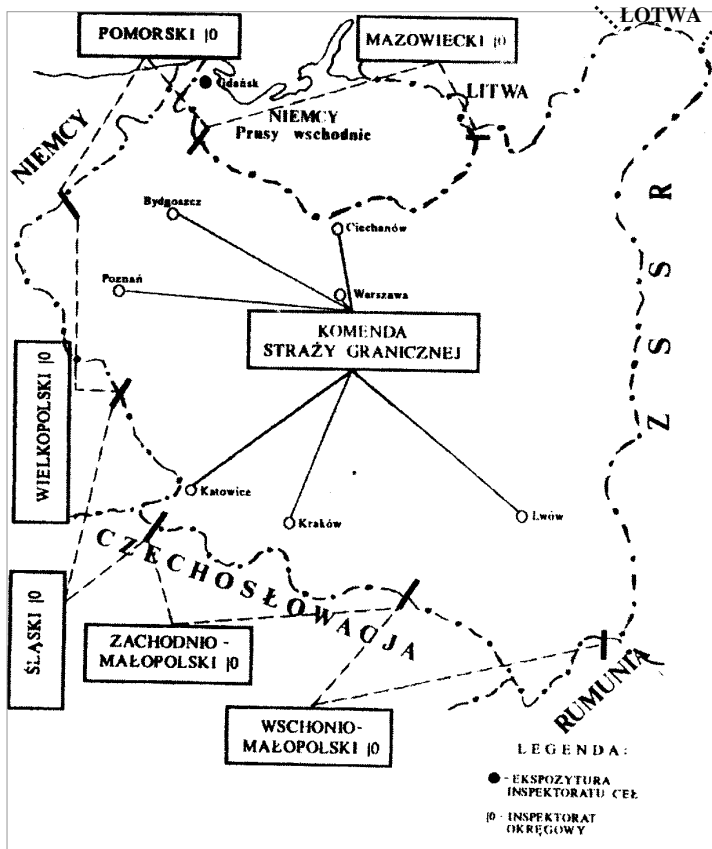 ŁOTWA
POMORSKI |0
MAZOWIECKI |0
Gdańsk
LITWA
NIEMCY
Prusy wschodnie
NIEMCY
Z S S R
Bydgoszcz
Ciechanów
Poznań
Warszawa
KOMENDA
STRAŻY GRANICZNEJ
WIELKOPOLSKI |0
Katowice
Kraków
Lwów
CZECHOSŁOWACJA
ŚLĄSKI |0
ZACHODNIO-
MAŁOPOLSKI |0
RUMUNIA
WSCHONIO-
MAŁOPOLSKI |0
LEGENDA:
- EKSPOZYTURA
INSPEKTORATU CEŁ
|0 - INSPEKTORAT
OKRĘGOWY